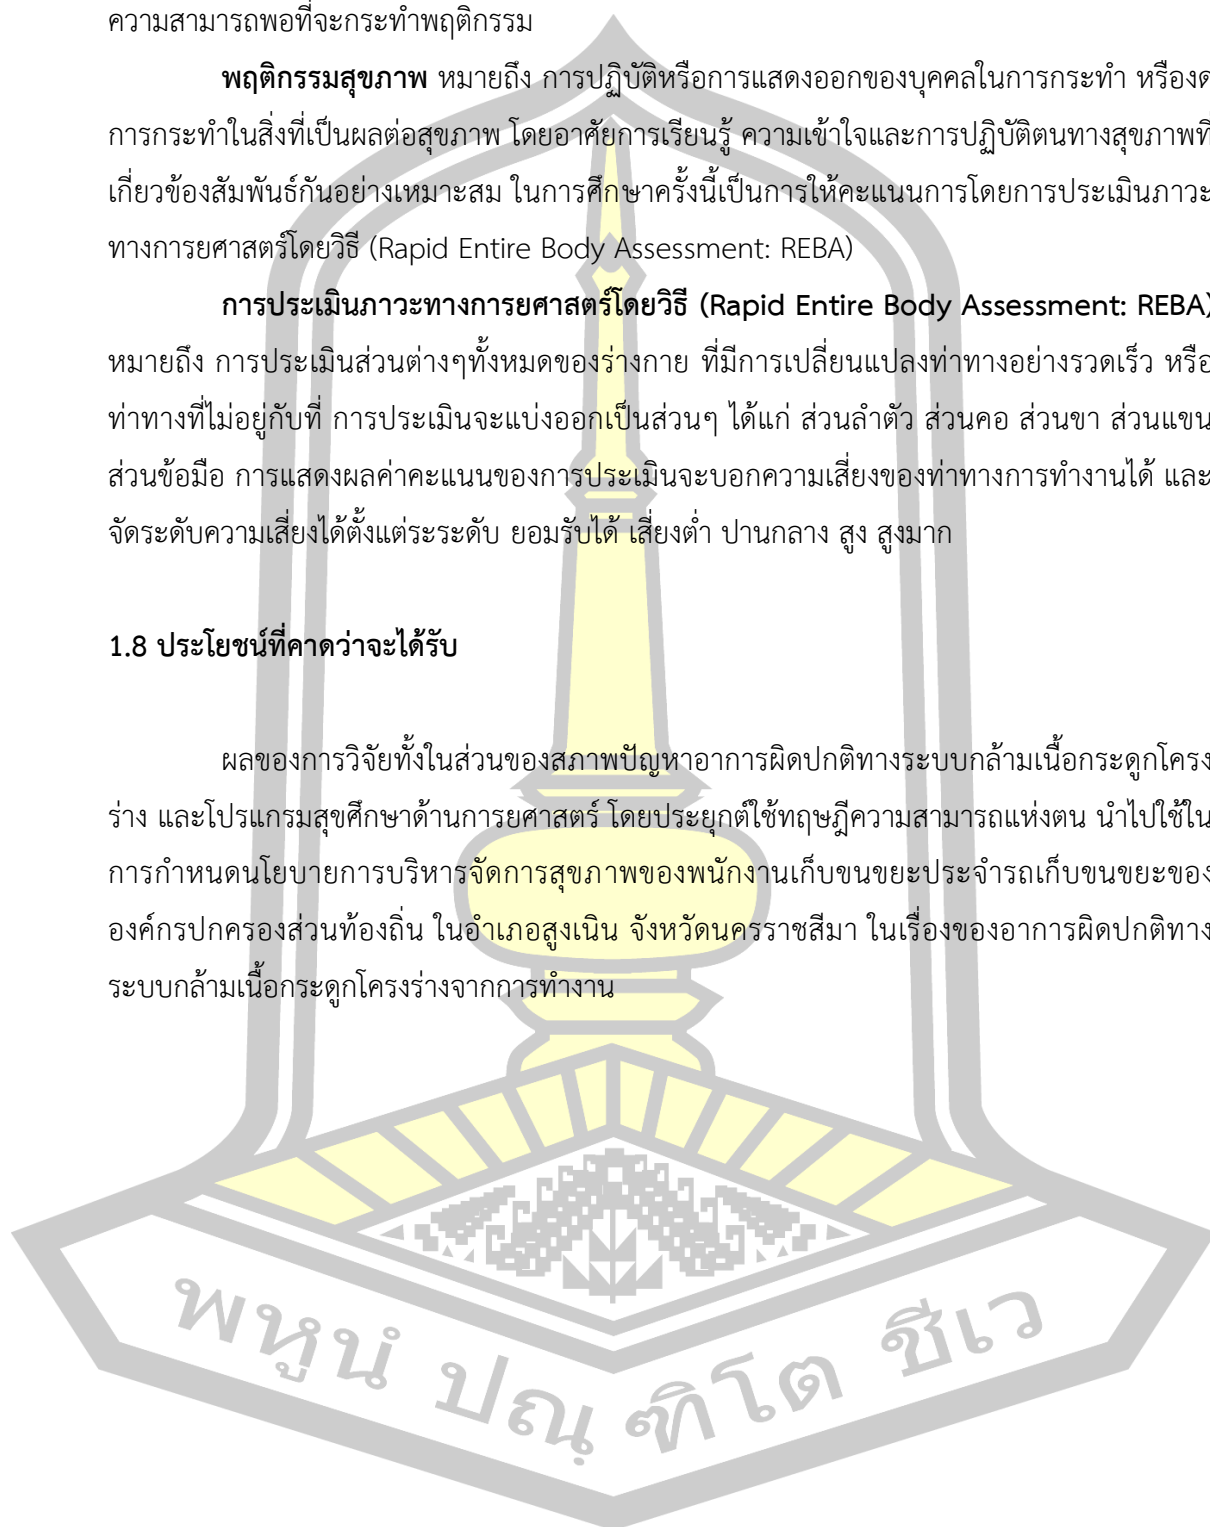 ความสามารถพอที่จะกระทำพฤติกรรม
พฤติกรรมสุขภาพ หมายถึง การปฏิบัติหรือการแสดงออกของบุคคลในการกระทำ หรืองด
การกระทำในสิ่งที่เป็นผลต่อสุขภาพ โดยอาศัยการเรียนรู้ ความเข้าใจและการปฏิบัติตนทางสุขภาพที่
เกี่ยวข้องสัมพันธ์กันอย่างเหมาะสม ในการศึกษาครั้งนี้เป็นการให้คะแนนการโดยการประเมินภาวะ
ทางการยศาสตร์โดยวิธี (Rapid Entire Body Assessment: REBA)
การประเมินภาวะทางการยศาสตร์โดยวิธี (Rapid Entire Body Assessment: REBA)
หมายถึง การประเมินส่วนต่างๆทั้งหมดของร่างกาย ที่มีการเปลี่ยนแปลงท่าทางอย่างรวดเร็ว หรือ
ท่าทางที่ไม่อยู่กับที่ การประเมินจะแบ่งออกเป็นส่วนๆ ได้แก่ ส่วนลำตัว ส่วนคอ ส่วนขา ส่วนแขน
ส่วนข้อมือ การแสดงผลค่าคะแนนของการประเมินจะบอกความเสี่ยงของท่าทางการทำงานได้ และ
จัดระดับความเสี่ยงได้ตั้งแต่ระระดับ ยอมรับได้ เสี่ยงต่ำ ปานกลาง สูง สูงมาก
1.8 ประโยชน์ที่คาดว่าจะได้รับ
ผลของการวิจัยทั้งในส่วนของสภาพปัญหาอาการผิดปกติทางระบบกล้ามเนื้อกระดูกโครง
ร่าง และโปรแกรมสุขศึกษาด้านการยศาสตร์ โดยประยุกต์ใช้ทฤษฎีความสามารถแห่งตน นำไปใช้ใน
การกำหนดนโยบายการบริหารจัดการสุขภาพของพนักงานเก็บขนขยะประจำรถเก็บขนขยะของ
องค์กรปกครองส่วนท้องถิ่น ในอำเภอสูงเนิน จังหวัดนครราชสีมา ในเรื่องของอาการผิดปกติทาง
ระบบกล้ามเนื้อกระดูกโครงร่างจากการทำงาน
พหูนํ ปณฺฑิโต ชีเว